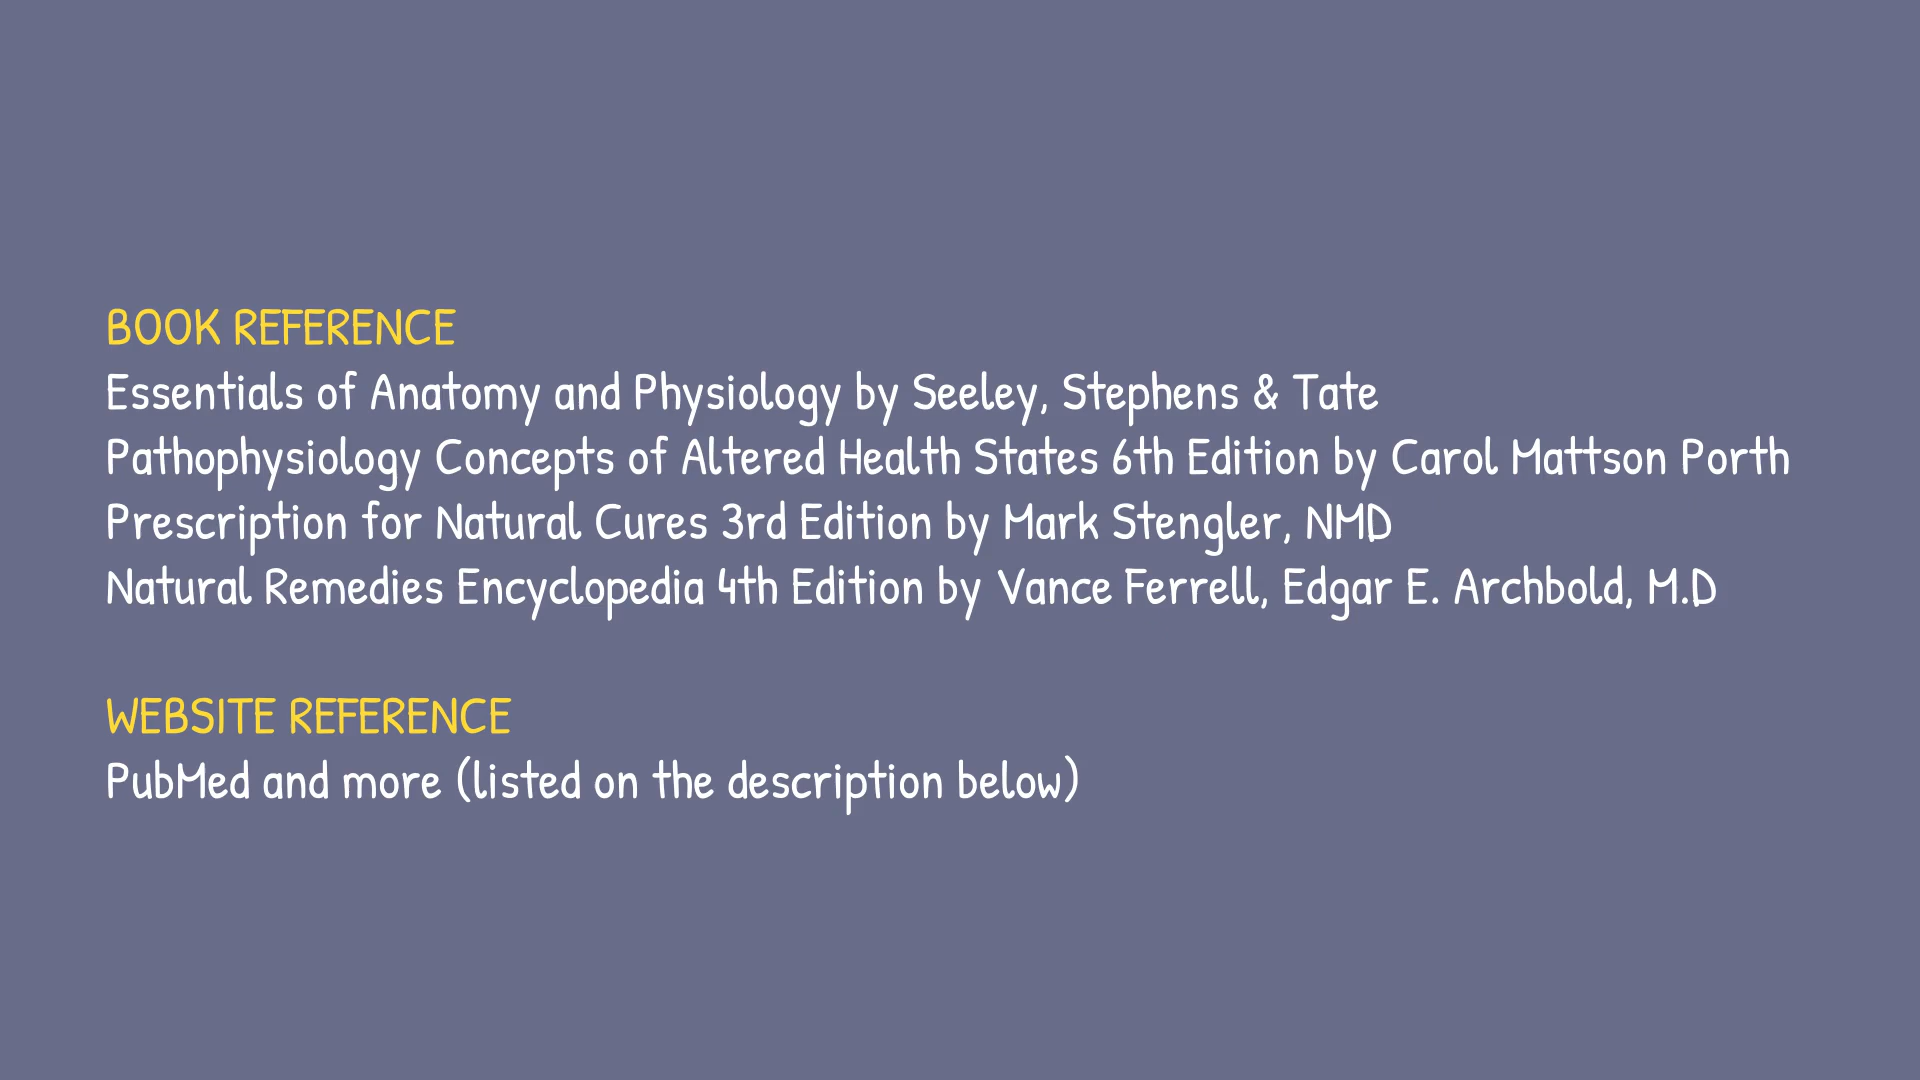 BOOK REFERENCE
Essentials of Anatomy and Physiology by Seeley, Stephens & Tate
Pathophysiology Concepts of Altered Health States 6th Edition by Carol Mattson Porth
Prescription for Natural Cures 3rd Edition by Mark Stengler, NMD
Natural Remedies Encyclopedia 4th Edition by Vance Ferrell, Edgar E. Archbold, M.D
WEBSITE REFERENCE
PubMed and more (listed on the description below)